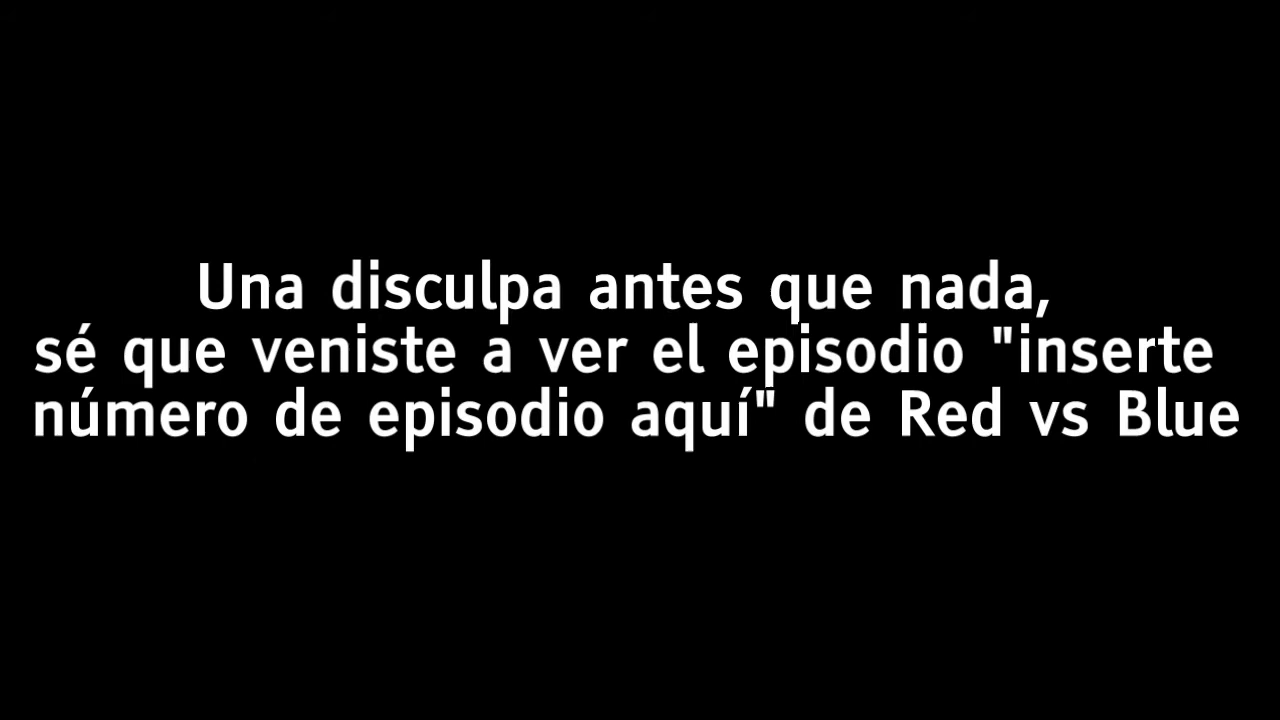 Una disculpa antes que nada,
sé que veniste a ver el episodio "inserte
número de episodio aquí" de Red vs Blue